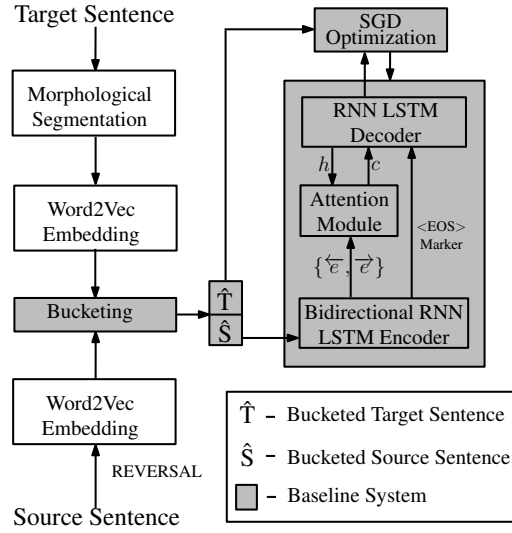 Target Sentence
Morphological
Segmentation
Word2Vec
Embedding
Bucketing
Word2Vec
Embedding
REVERSAL
Source Sentence
T̂
Ŝ
SGD
Optimization
RNN LSTM
Decoder
h
c
Attention
Module
<EOS>
Marker
{e⃖, e⃗}
Bidirectional RNN
LSTM Encoder
T̂ – Bucketed Target Sentence
Ŝ – Bucketed Source Sentence
– Baseline System